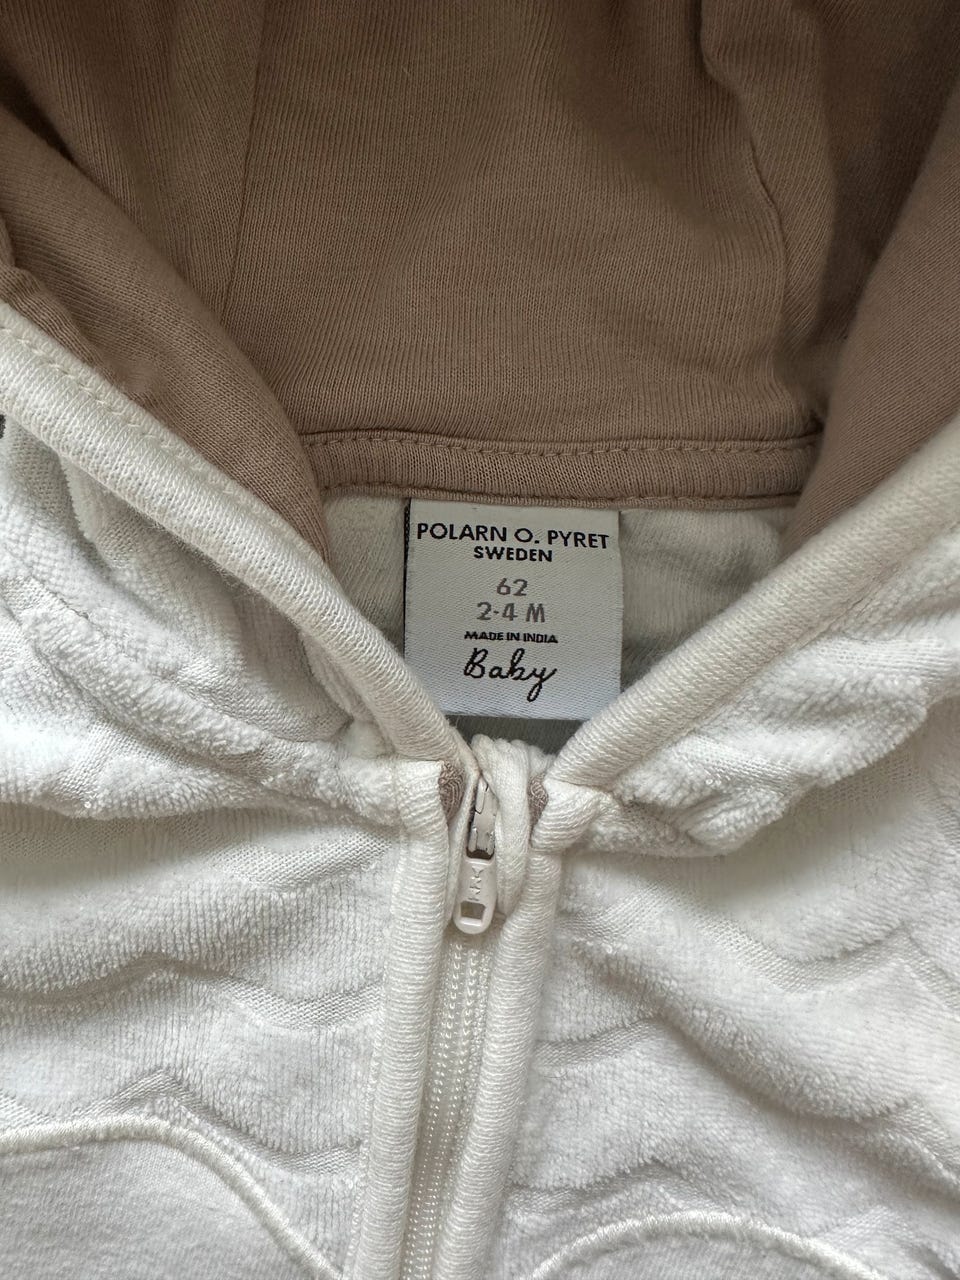 POLARN O. PYRET
SWEDEN
62
2-4 M
MADE IN INDIA
Baby